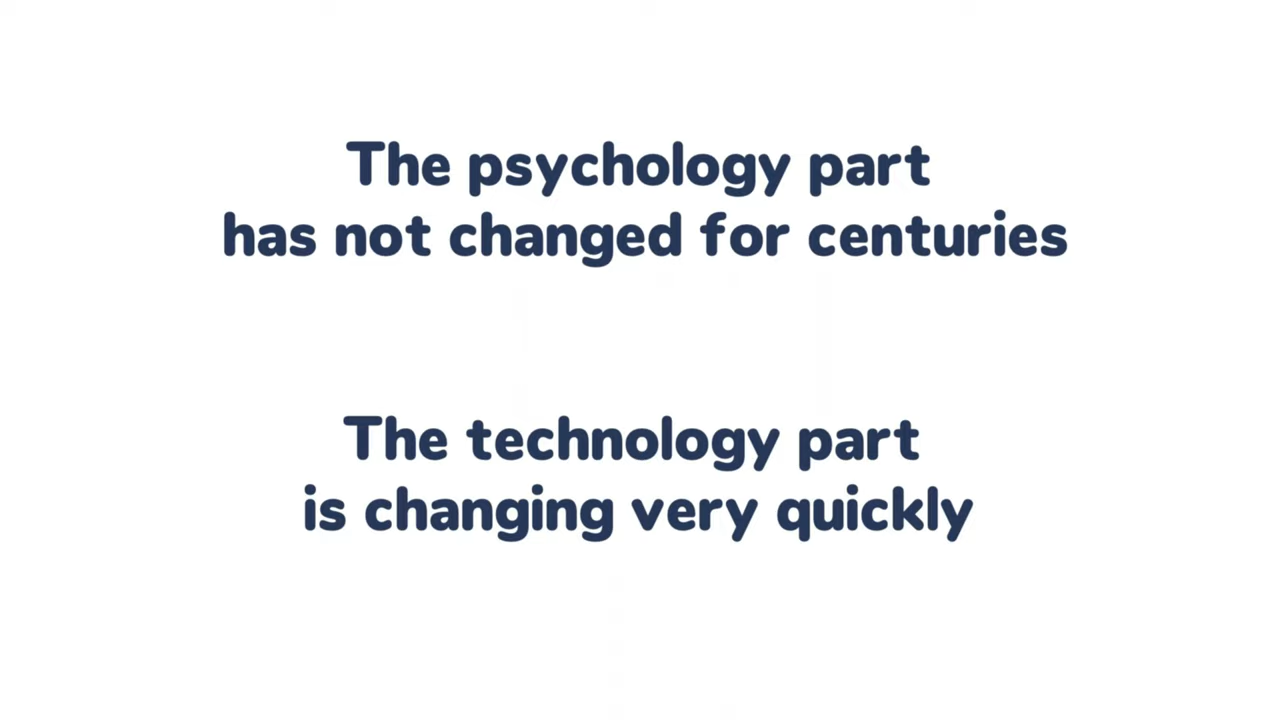 The psychology part
has not changed for centuries
The technology part
is changing very quickly